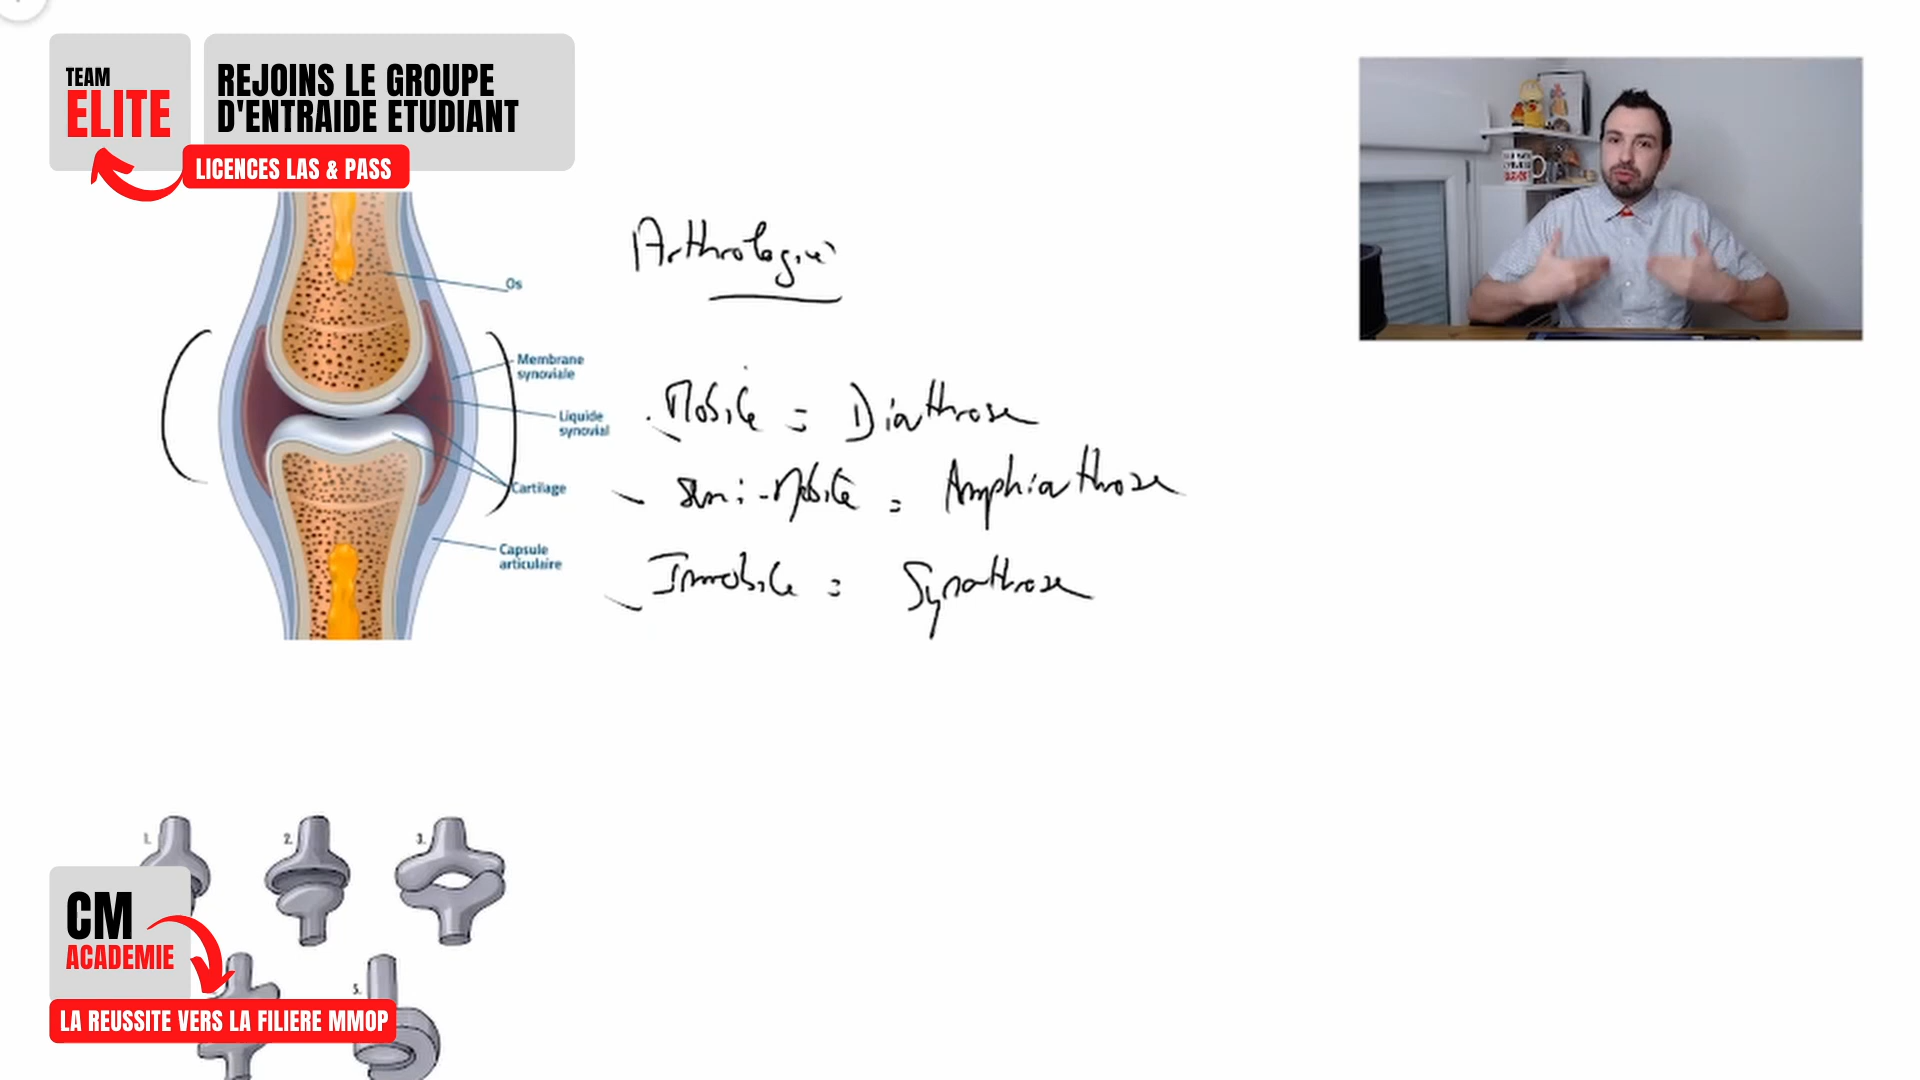 TEAM
ELITE
REJOINS LE GROUPE
D'ENTRAIDE ETUDIANT
LICENCES LAS & PASS
Arthrologie
Os
Membrane
synoviale
Liquide
synovial
Cartilage
Capsule
articulaire
. Mobile = Diarthrose
- Semi-Mobile = Amphiarthrose
- Immobile = Synarthrose
1.
2.
3.
5.
CM
ACADEMIE
LA REUSSITE VERS LA FILIERE MMOP